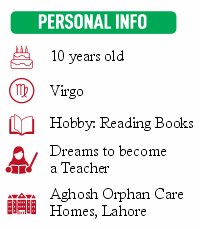 PERSONAL INFO
10 years old
Virgo
Hobby: Reading Books
Dreams to become
a Teacher
Aghosh Orphan Care
Homes, Lahore